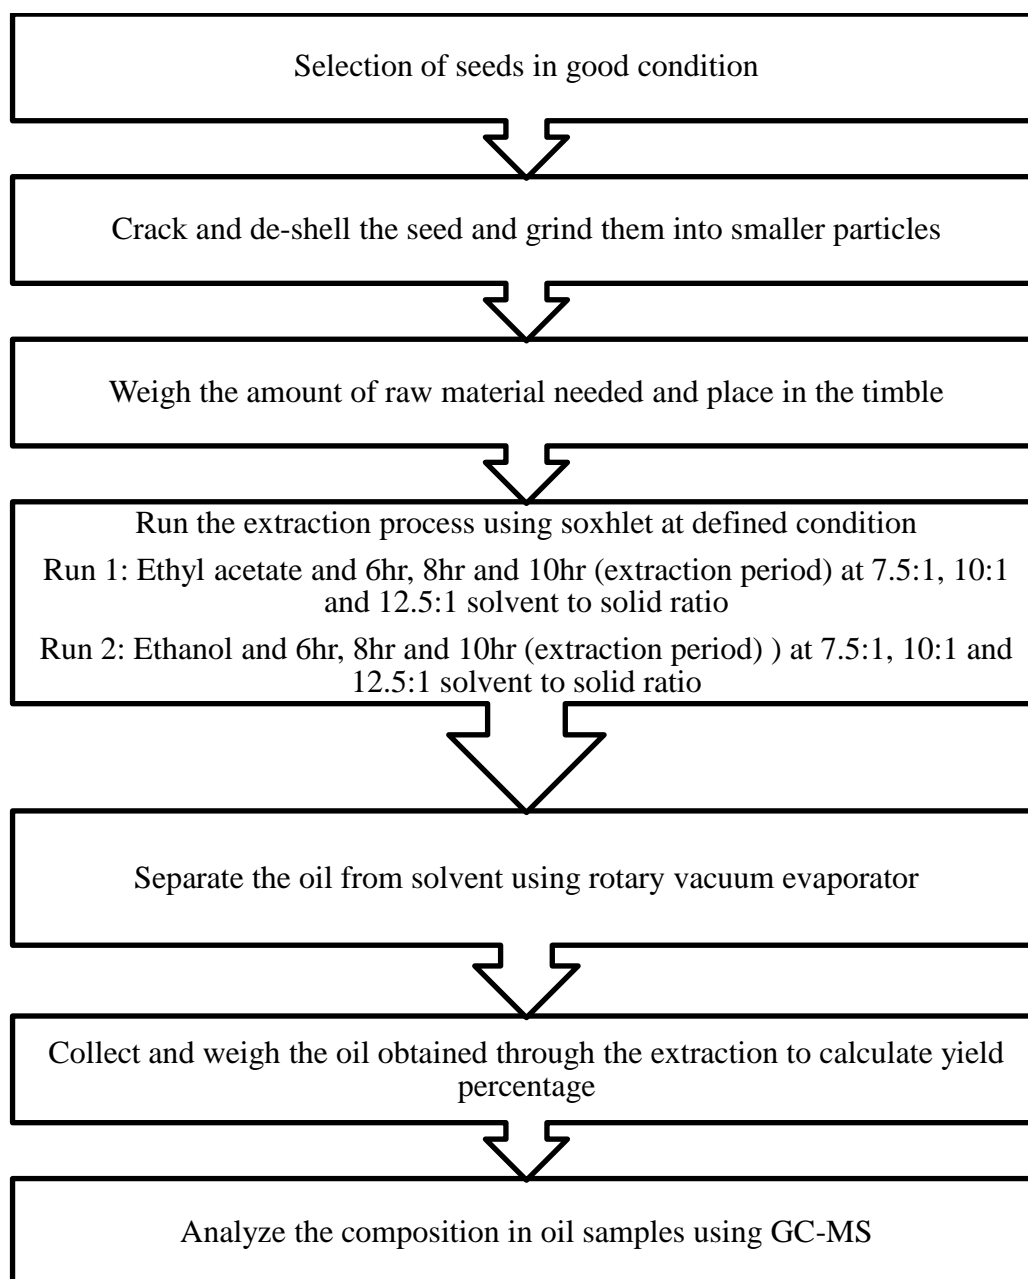 Selection of seeds in good condition
Crack and de-shell the seed and grind them into smaller particles
Weigh the amount of raw material needed and place in the timble
Run the extraction process using soxhlet at defined condition
Run 1: Ethyl acetate and 6hr, 8hr and 10hr (extraction period) at 7.5:1, 10:1
and 12.5:1 solvent to solid ratio
Run 2: Ethanol and 6hr, 8hr and 10hr (extraction period) ) at 7.5:1, 10:1 and
12.5:1 solvent to solid ratio
Separate the oil from solvent using rotary vacuum evaporator
Collect and weigh the oil obtained through the extraction to calculate yield
percentage
Analyze the composition in oil samples using GC-MS